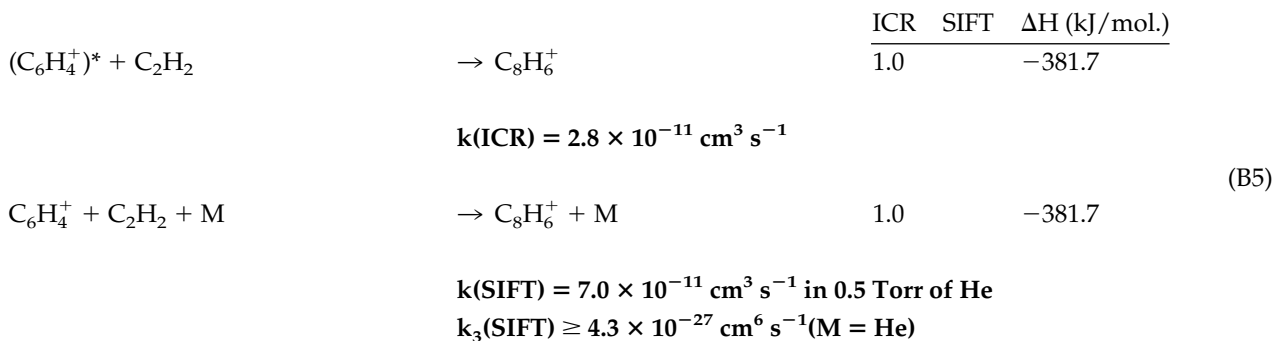 ICR SIFT ΔH (kJ/mol.)
(C₆H₄⁺)* + C₂H₂ → C₈H₆⁺ 1.0 −381.7
k(ICR) = 2.8 × 10⁻¹¹ cm³ s⁻¹
(B5)
C₆H₄⁺ + C₂H₂ + M → C₈H₆⁺ + M 1.0 −381.7
k(SIFT) = 7.0 × 10⁻¹¹ cm³ s⁻¹ in 0.5 Torr of He
k₃(SIFT) ≥ 4.3 × 10⁻²⁷ cm⁶ s⁻¹(M = He)